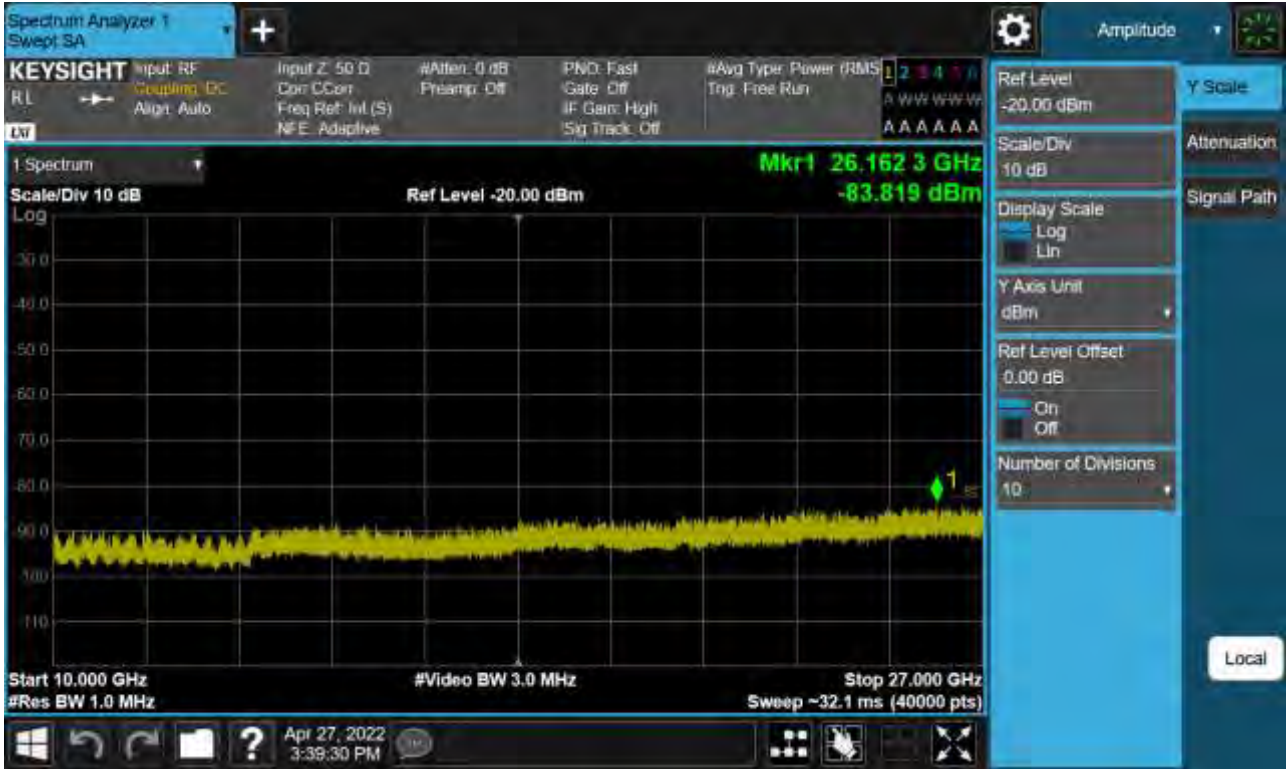 Spectrum Analyzer 1
Swept SA
+
Amplitude
KEYSIGHT
RL
Input: RF
Coupling: DC
Align: Auto
Input Z: 50 Ω
Corr CCorr
Freq Ref: Int (S)
NFE: Adaptive
#Atten: 0 dB
Preamp: Off
PNO: Fast
Gate: Off
IF Gain: High
Sig Track: Off
#Avg Type: Power (RMS
Trig: Free Run
1 2 3 4 5 6
A W W W W W
A A A A A A
1 Spectrum
Scale/Div 10 dB
Ref Level -20.00 dBm
Mkr1 26.162 3 GHz
-83.819 dBm
Log
-30.0
-40.0
-50.0
-60.0
-70.0
-80.0
-90.0
-100
-110
1
Start 10.000 GHz
#Res BW 1.0 MHz
#Video BW 3.0 MHz
Stop 27.000 GHz
Sweep ~32.1 ms (40000 pts)
Ref Level
-20.00 dBm
Scale/Div
10 dB
Display Scale
Log
Lin
Y Axis Unit
dBm
Ref Level Offset
0.00 dB
On
Off
Number of Divisions
10
Y Scale
Attenuation
Signal Path
Local
?
Apr 27, 2022
3:39:30 PM